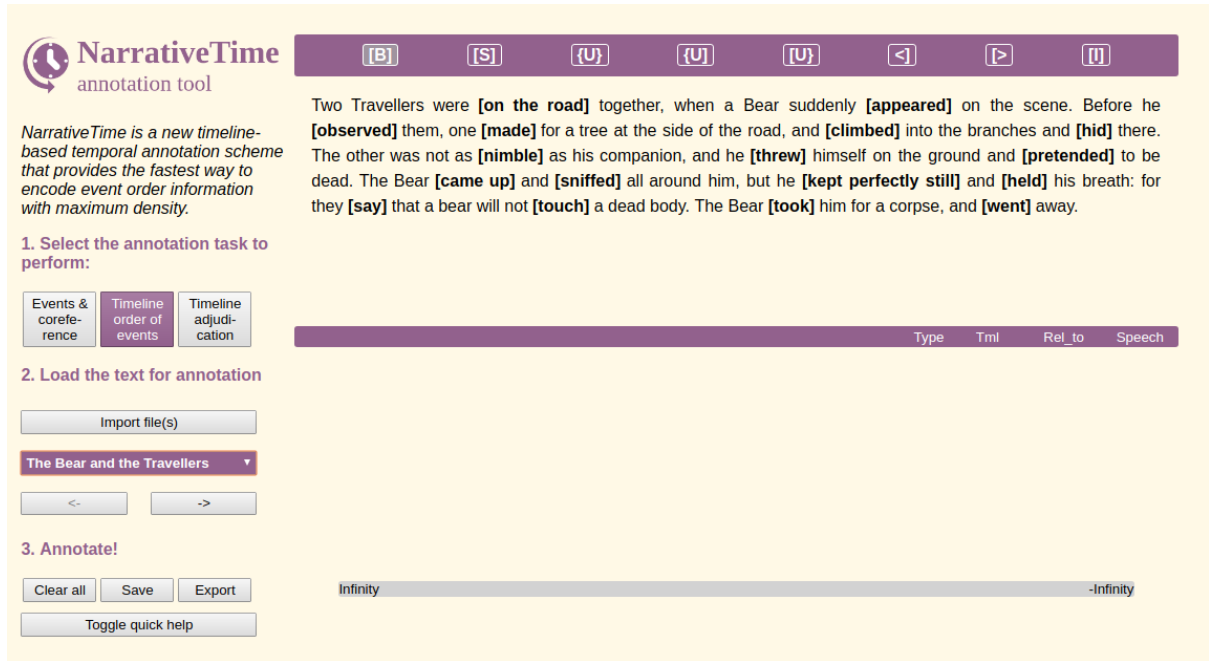 NarrativeTime
annotation tool
NarrativeTime is a new timeline-
based temporal annotation scheme
that provides the fastest way to
encode event order information
with maximum density.
1. Select the annotation task to
perform:
Events &
corefe-
rence
Timeline
order of
events
Timeline
adjudi-
cation
2. Load the text for annotation
Import file(s)
The Bear and the Travellers ▼
<- ->
3. Annotate!
Clear all Save Export
Toggle quick help
[B] [S] {U} {U] [U} <] [> [I]
Two Travellers were [on the road] together, when a Bear suddenly [appeared] on the scene. Before he
[observed] them, one [made] for a tree at the side of the road, and [climbed] into the branches and [hid] there.
The other was not as [nimble] as his companion, and he [threw] himself on the ground and [pretended] to be
dead. The Bear [came up] and [sniffed] all around him, but he [kept perfectly still] and [held] his breath: for
they [say] that a bear will not [touch] a dead body. The Bear [took] him for a corpse, and [went] away.
Type Tml Rel_to Speech
Infinity -Infinity